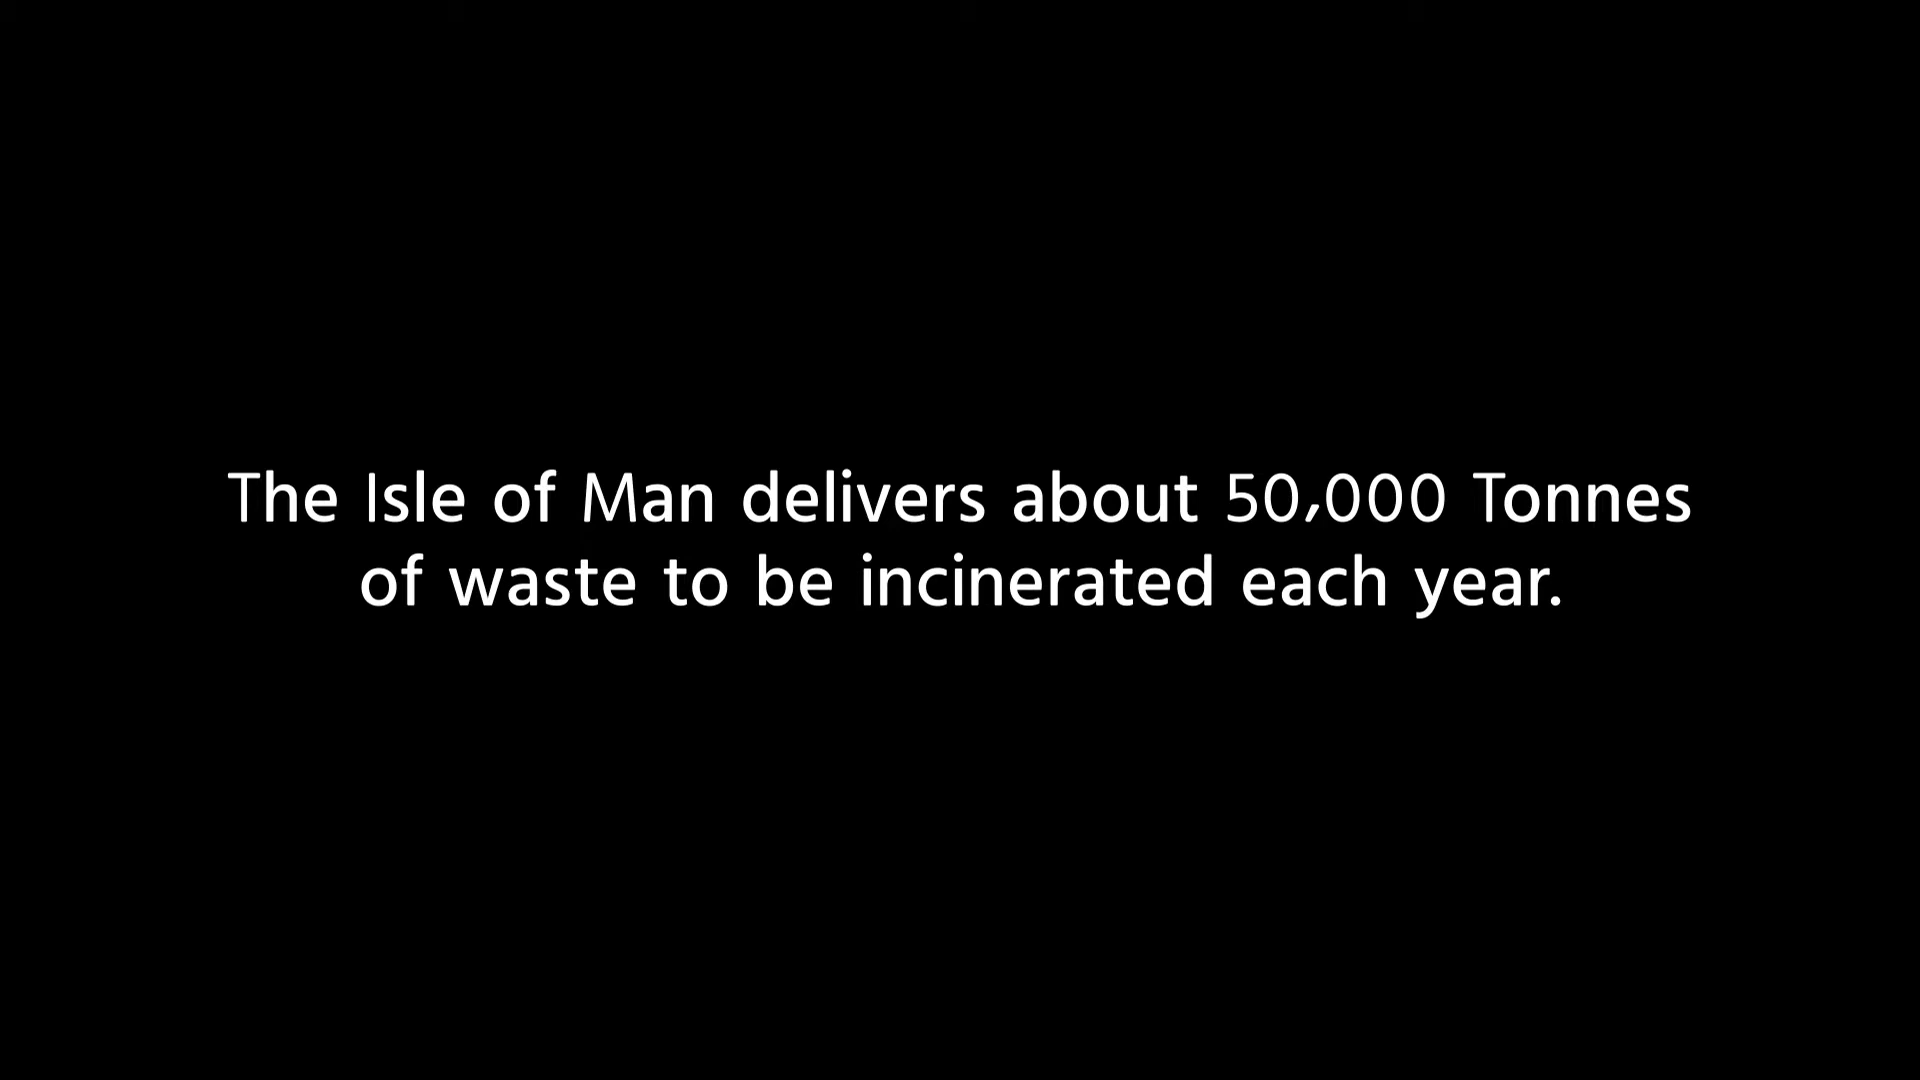 The Isle of Man delivers about 50,000 Tonnes
of waste to be incinerated each year.